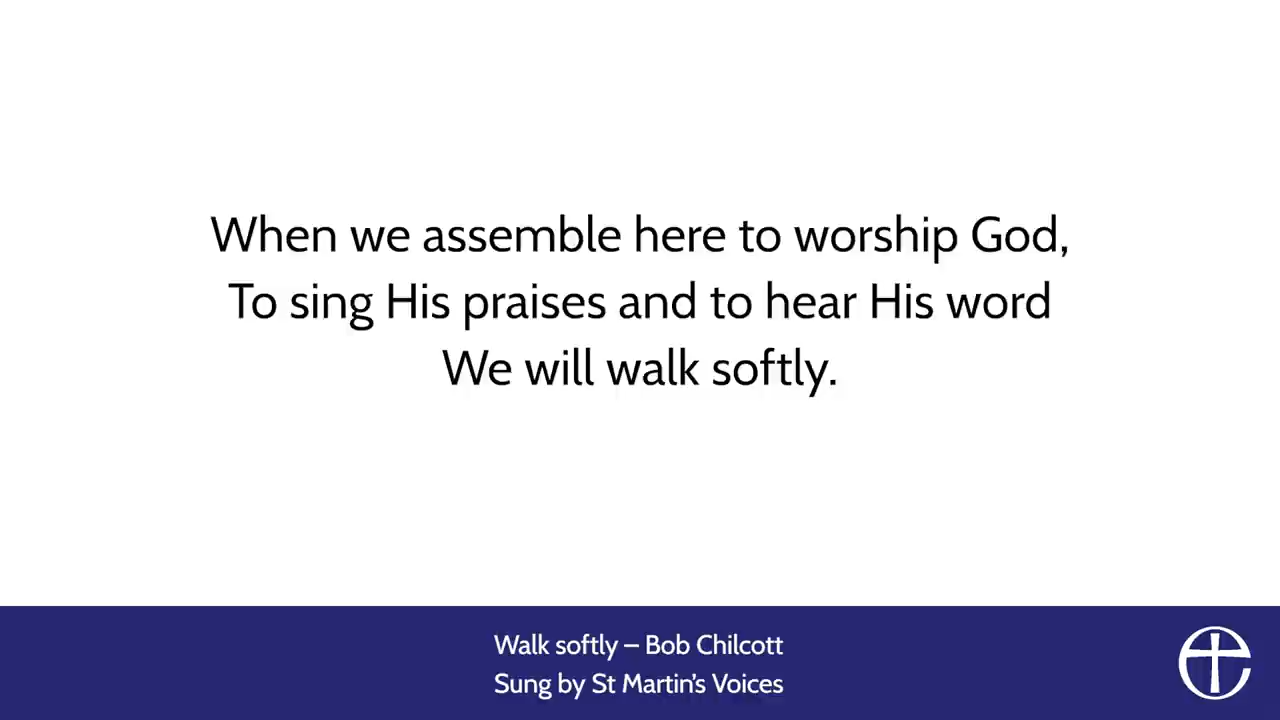 When we assemble here to worship God,
To sing His praises and to hear His word
We will walk softly.
Walk softly – Bob Chilcott
Sung by St Martin's Voices